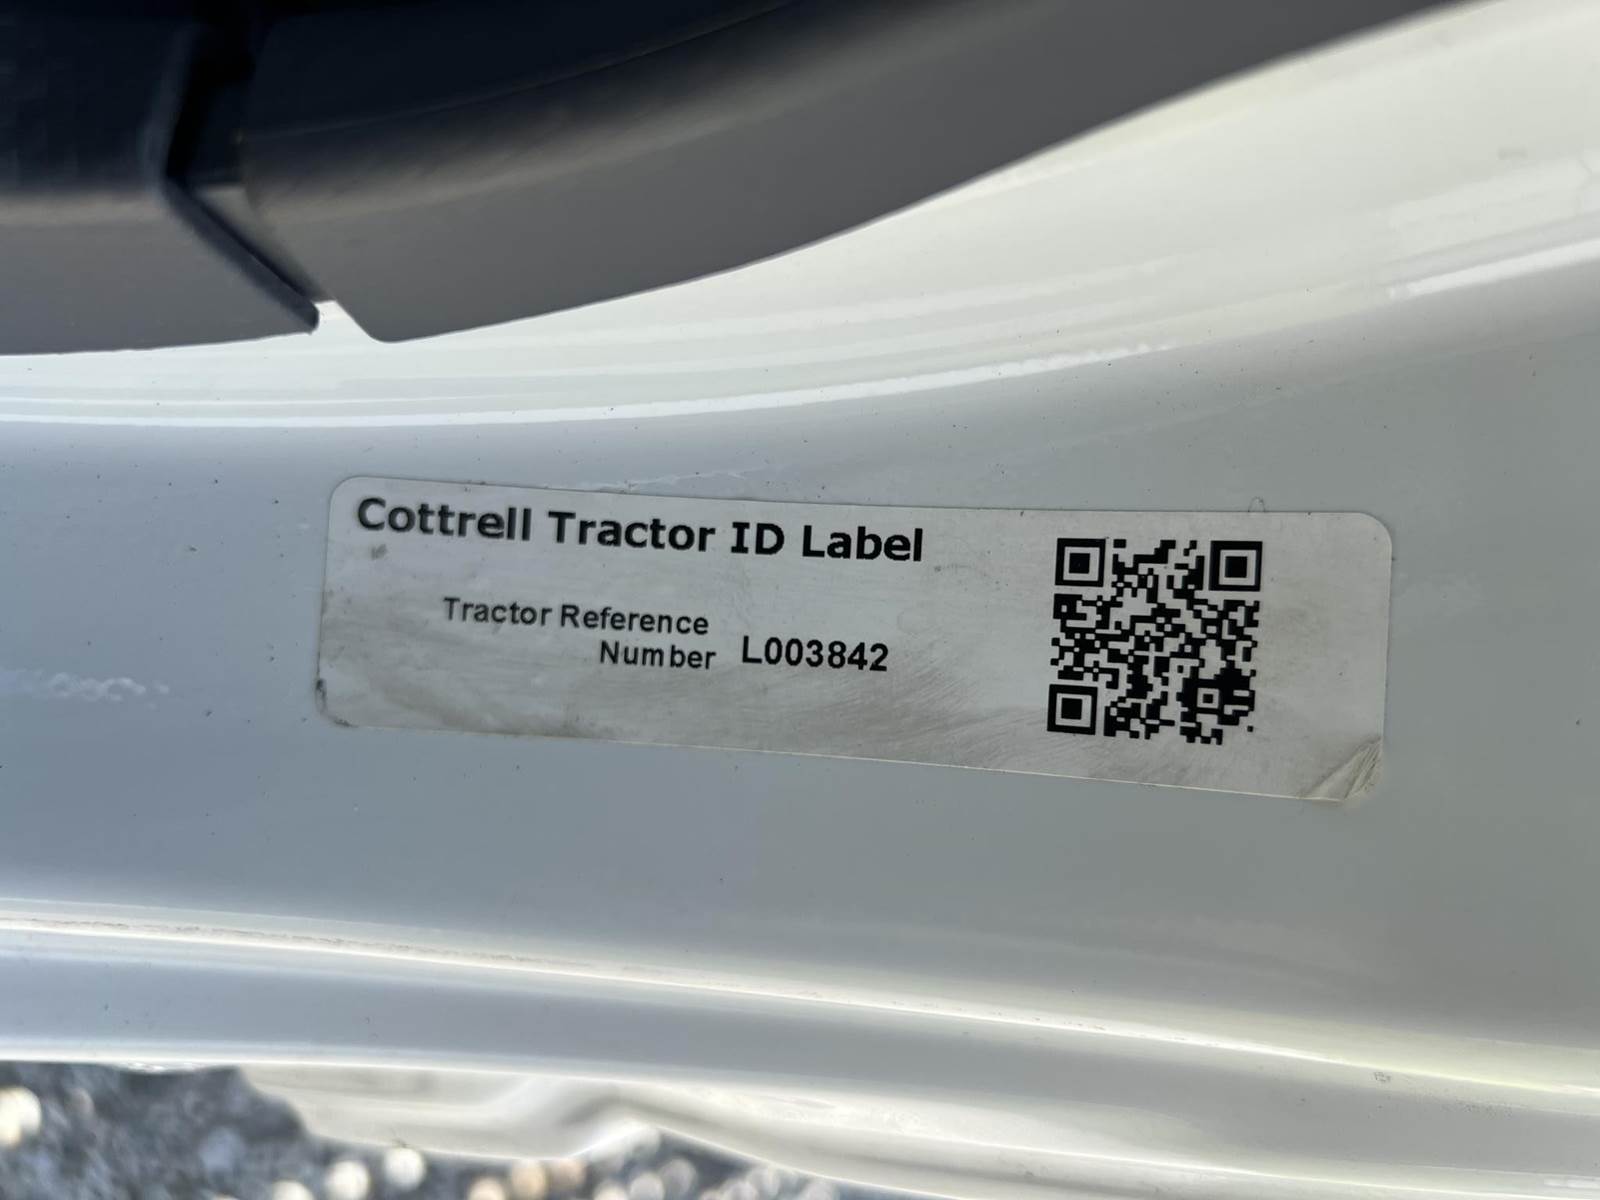 Cottrell Tractor ID Label
Tractor Reference
Number L003842